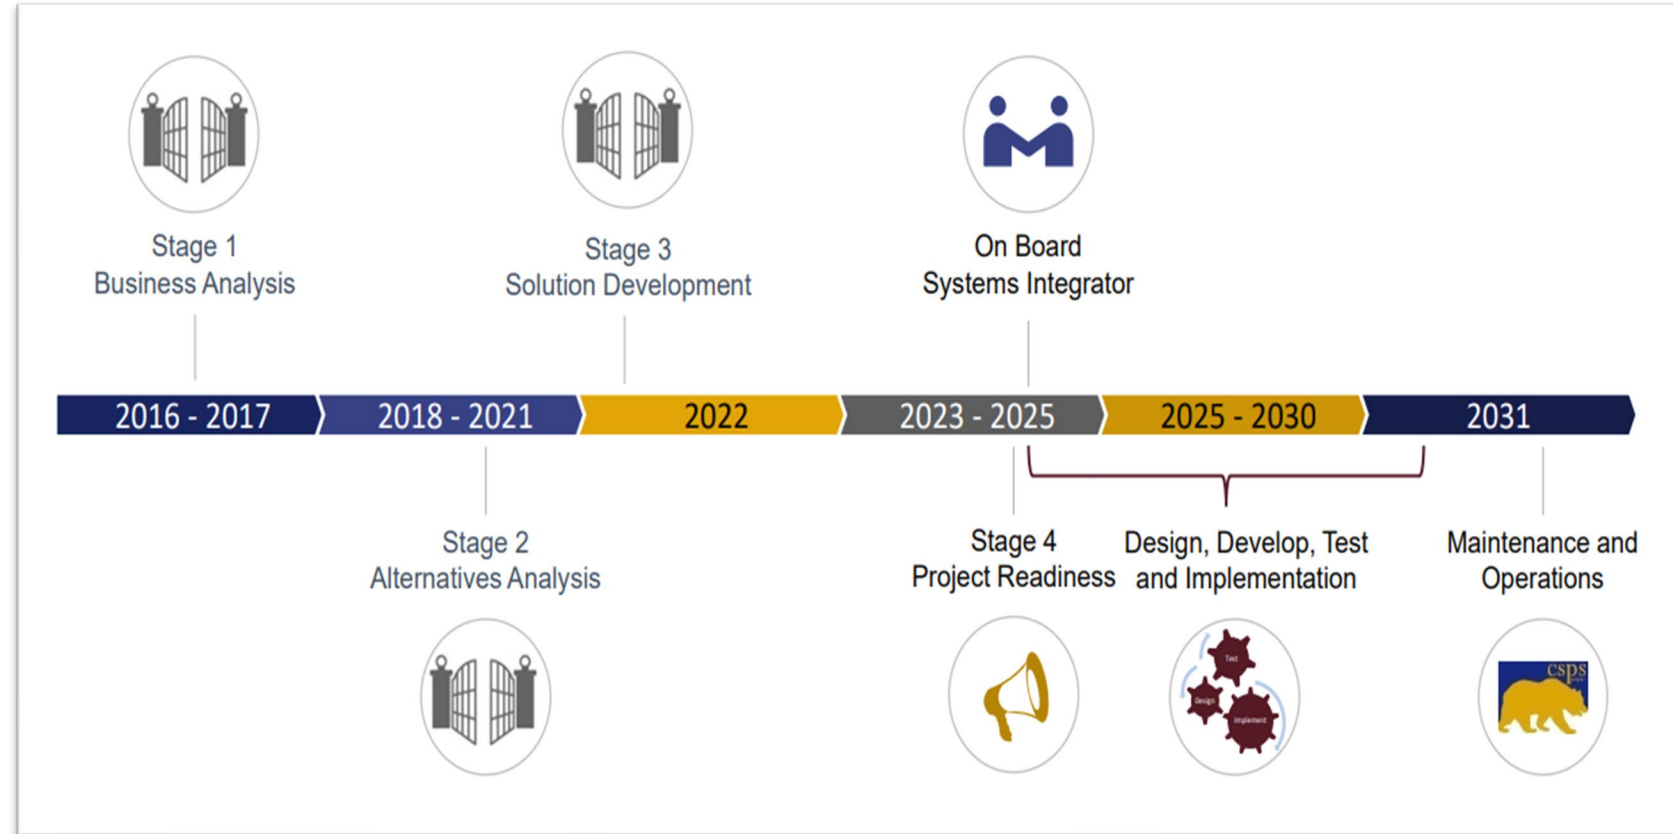 Stage 1
Business Analysis
Stage 3
Solution Development
On Board
Systems Integrator
2016 - 2017
2018 - 2021
2022
2023 - 2025
2025 - 2030
2031
Stage 2
Alternatives Analysis
Stage 4
Project Readiness
Design, Develop, Test
and Implementation
Maintenance and
Operations
Test
Design
Implement
csps